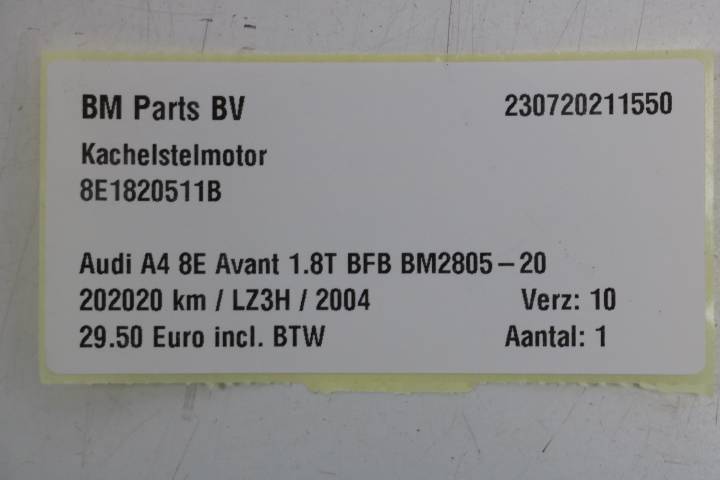 BM Parts BV 230720211550
Kachelstelmotor
8E1820511B
Audi A4 8E Avant 1.8T BFB BM2805-20
202020 km / LZ3H / 2004 Verz: 10
29.50 Euro incl. BTW Aantal: 1